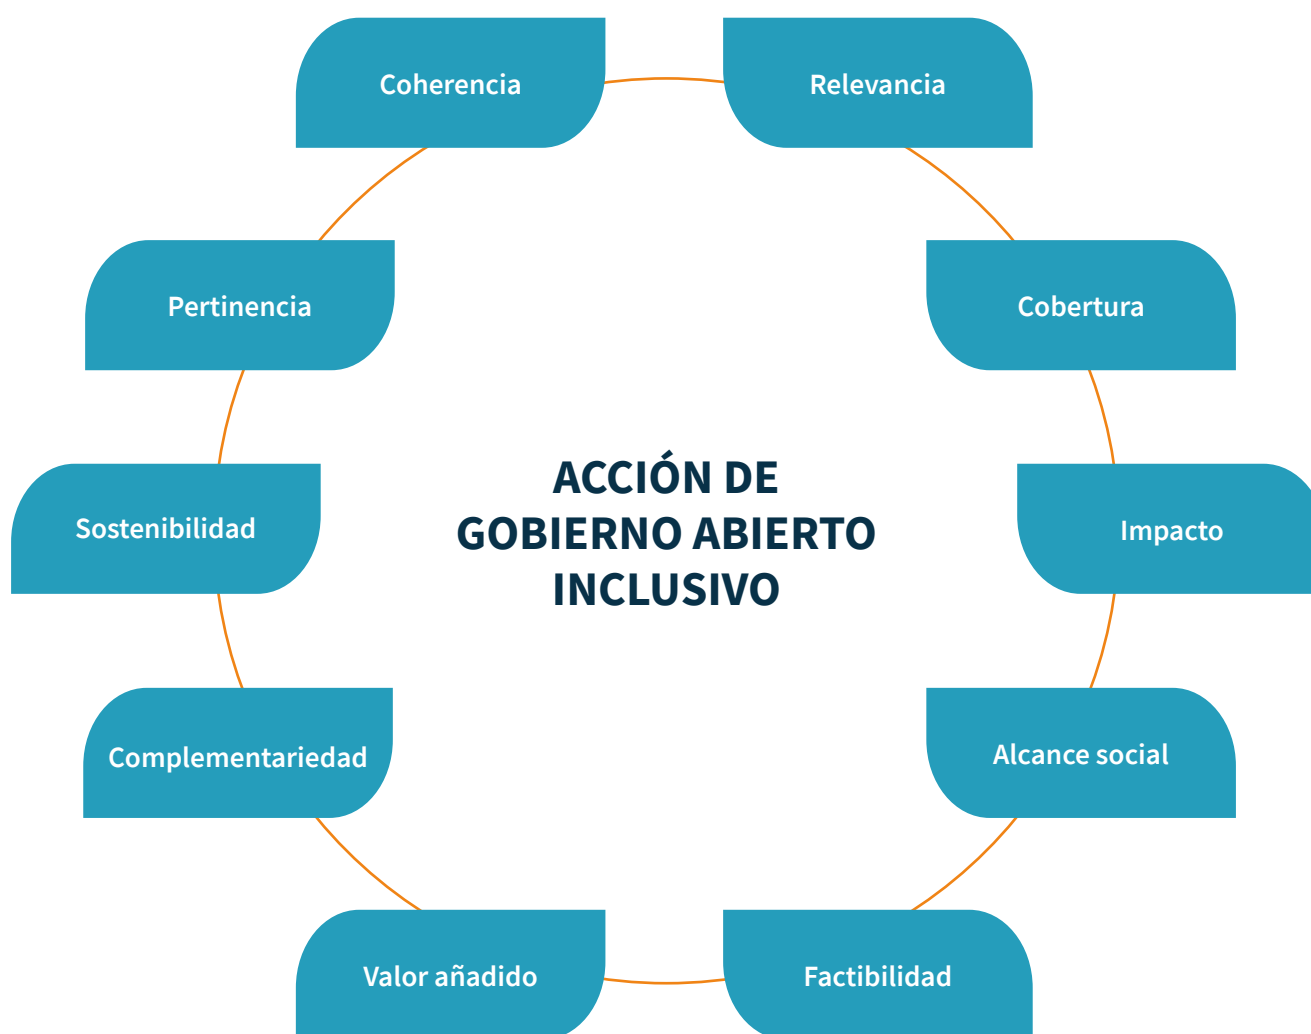 Coherencia
Relevancia
Pertinencia
Cobertura
ACCIÓN DE
GOBIERNO ABIERTO
INCLUSIVO
Sostenibilidad
Impacto
Complementariedad
Alcance social
Valor añadido
Factibilidad